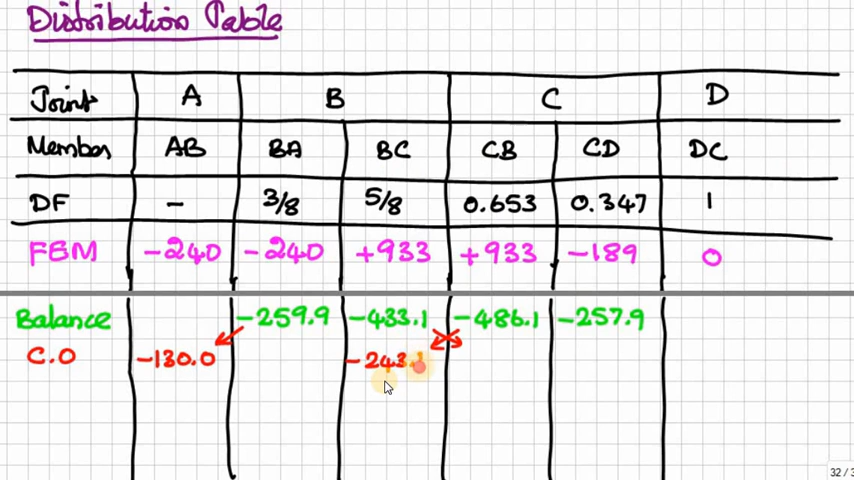 Distribution Table
Joint A B C D
Member AB BA BC CB CD DC
DF - 3/8 5/8 0.653 0.347 1
FEM -240 -240 +933 +933 -189 0
Balance -259.9 -433.1 -486.1 -257.9
C.O -130.0 -243.1